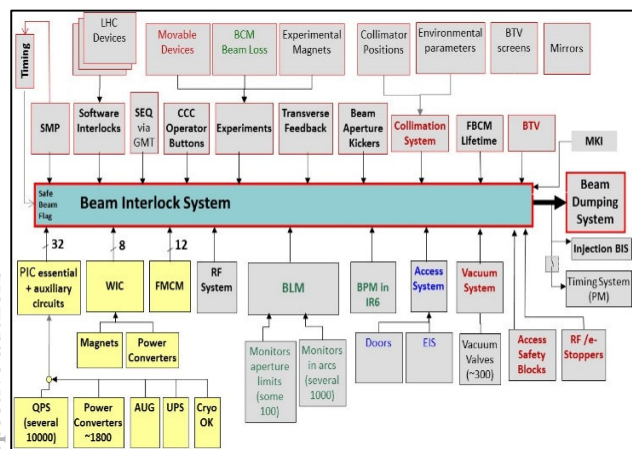 Timing
LHC
Devices
Movable
Devices
BCM
Beam Loss
Experimental
Magnets
Collimator
Positions
Environmental
parameters
BTV
screens
Mirrors
SMP
Software
Interlocks
SEQ
via
GMT
CCC
Operator
Buttons
Experiments
Transverse
Feedback
Beam
Aperture
Kickers
Collimation
System
FBCM
Lifetime
BTV
MKI
Safe
Beam
Flag
Beam Interlock System
Beam
Dumping
System
Injection BIS
Timing System
(PM)
32
8
12
PIC essential
+ auxiliary
circuits
WIC
FMCM
RF
System
BLM
BPM in
IR6
Access
System
Vacuum
System
Magnets
Power
Converters
Monitors
aperture
limits
(some
100)
Monitors
in arcs
(several
1000)
Doors
EIS
Vacuum
Valves
(~300)
Access
Safety
Blocks
RF /e-
Stoppers
QPS
(several
10000)
Power
Converters
~1800
AUG
UPS
Cryo
OK